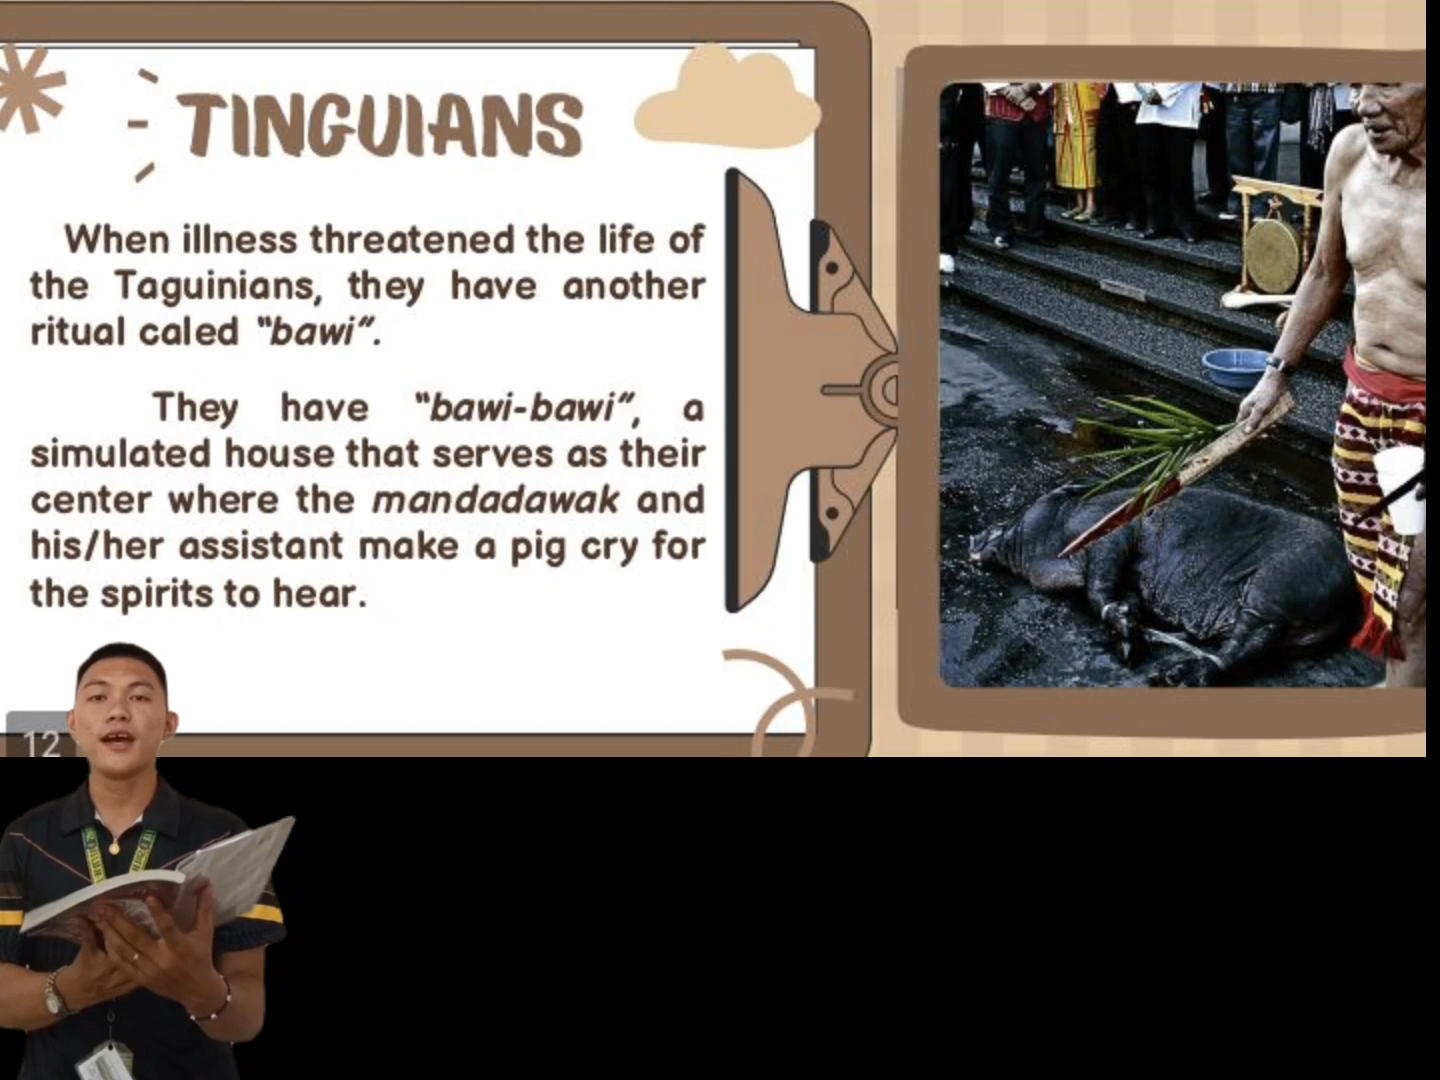 TINGUIANS
When illness threatened the life of
the Taguinians, they have another
ritual caled “bawi”.
They have “bawi-bawi”, a
simulated house that serves as their
center where the mandadawak and
his/her assistant make a pig cry for
the spirits to hear.
12